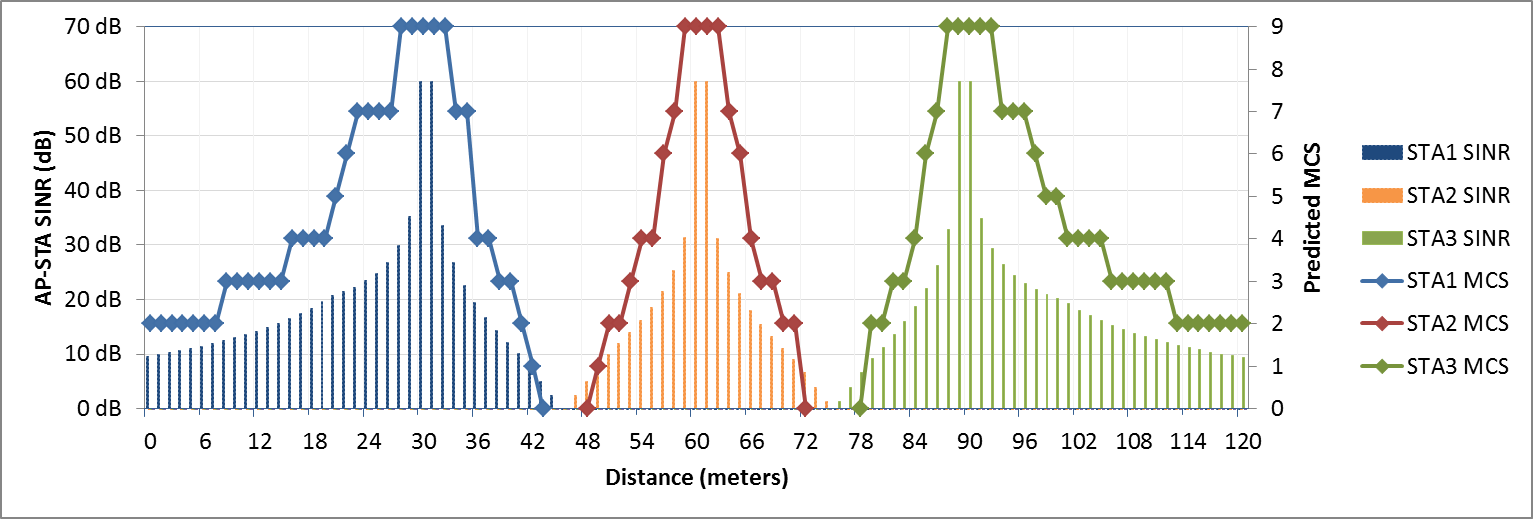 70 dB
60 dB
50 dB
40 dB
30 dB
20 dB
10 dB
0 dB
AP-STA SINR (dB)
0 6 12 18 24 30 36 42 48 54 60 66 72 78 84 90 96 102 108 114 120
Distance (meters)
9
8
7
6
5
4
3
2
1
0
Predicted MCS
STA1 SINR
STA2 SINR
STA3 SINR
STA1 MCS
STA2 MCS
STA3 MCS